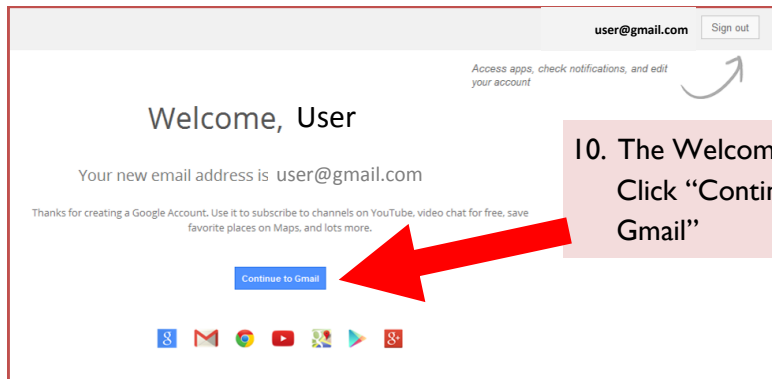 user@gmail.com Sign out
Access apps, check notifications, and edit
your account
Welcome, User
Your new email address is user@gmail.com
Thanks for creating a Google Account. Use it to subscribe to channels on YouTube, video chat for free, save
favorite places on Maps, and lots more.
10. The
Click
Gmail”
Continue to Gmail